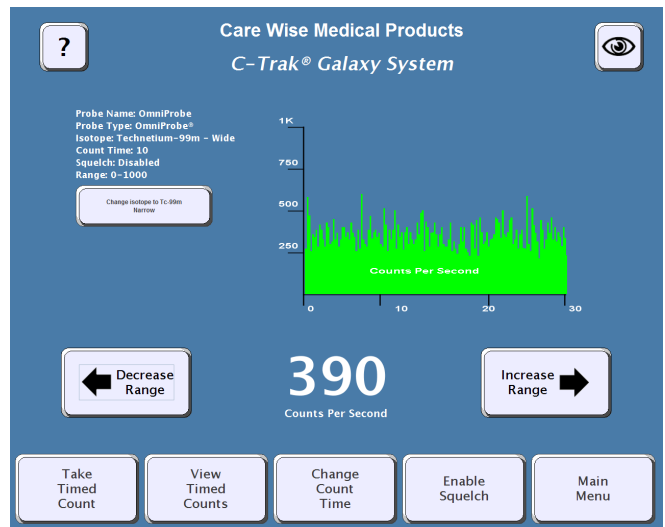 ?
Care Wise Medical Products
C-Trak® Galaxy System
Probe Name: OmniProbe
Probe Type: OmniProbe®
Isotope: Technetium-99m - Wide
Count Time: 10
Squelch: Disabled
Range: 0-1000
Change isotope to Tc-99m
Narrow
1K
750
500
250
Counts Per Second
0 10 20 30
Decrease
Range
390
Counts Per Second
Increase
Range
Take
Timed
Count
View
Timed
Counts
Change
Count
Time
Enable
Squelch
Main
Menu